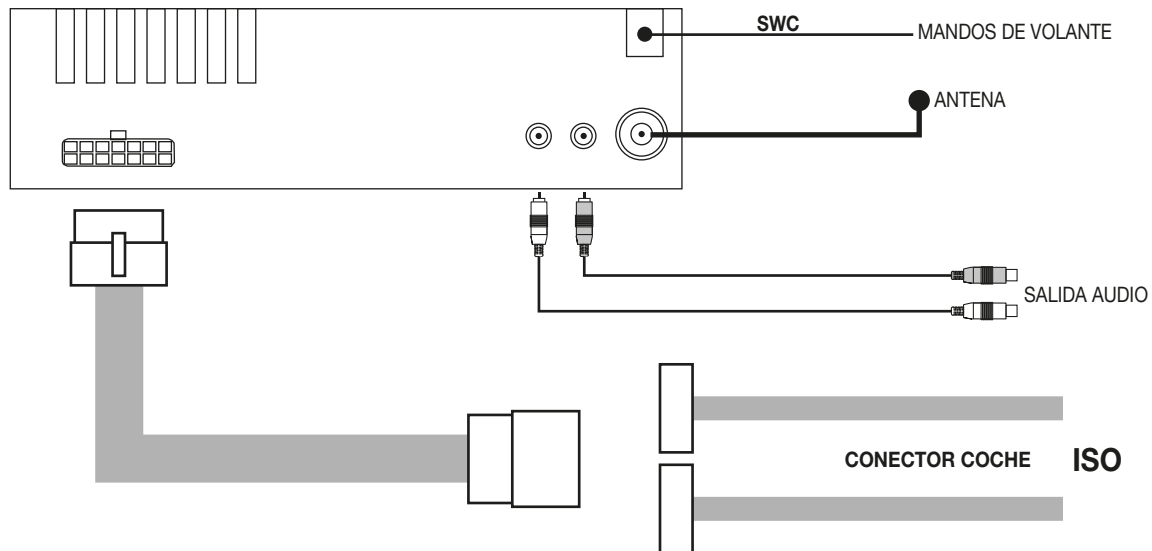 SWC
MANDOS DE VOLANTE
ANTENA
SALIDA AUDIO
CONECTOR COCHE
ISO